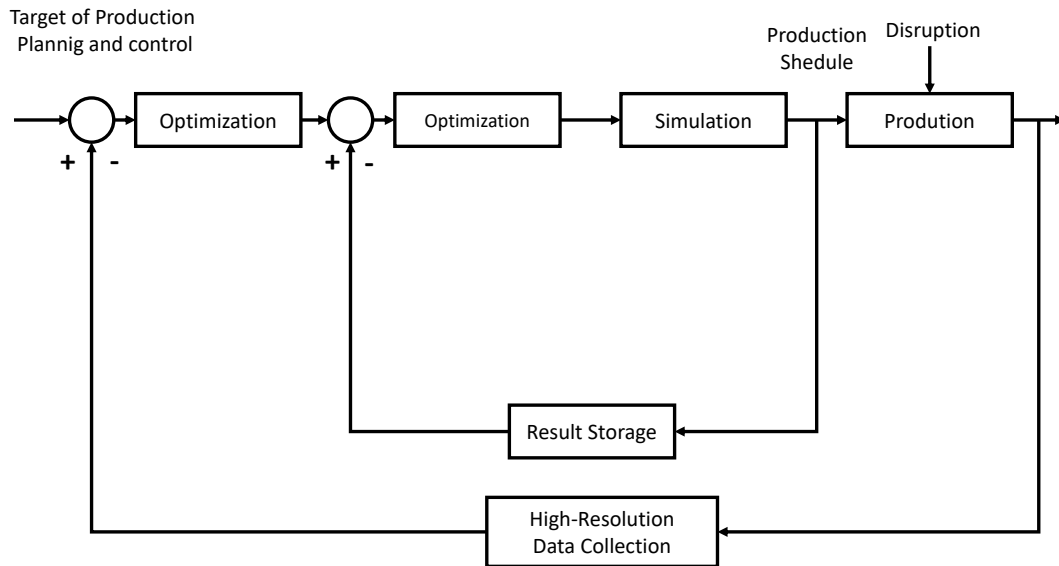 Target of Production
Plannig and control
Production
Shedule
Disruption
Optimization
Optimization
Simulation
Prodution
+ -
+ -
Result Storage
High-Resolution
Data Collection